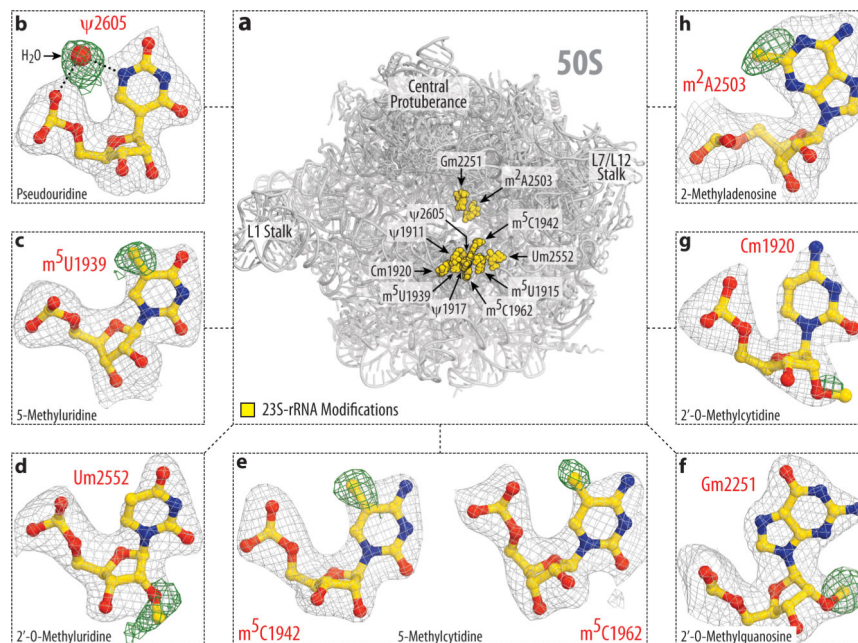 b
ψ2605
H₂O
Pseudouridine
a
50S
Central
Protuberance
L7/L12
Stalk
L1 Stalk
Gm2251
m²A2503
ψ2605
m⁵C1942
ψ1911
Um2552
Cm1920
m⁵U1939
m⁵U1915
ψ1917
m⁵C1962
23S-rRNA Modifications
h
m²A2503
2-Methyladenosine
c
m⁵U1939
5-Methyluridine
g
Cm1920
2'-O-Methylcytidine
d
Um2552
2'-O-Methyluridine
e
m⁵C1942
5-Methylcytidine
m⁵C1962
f
Gm2251
2'-O-Methylguanosine